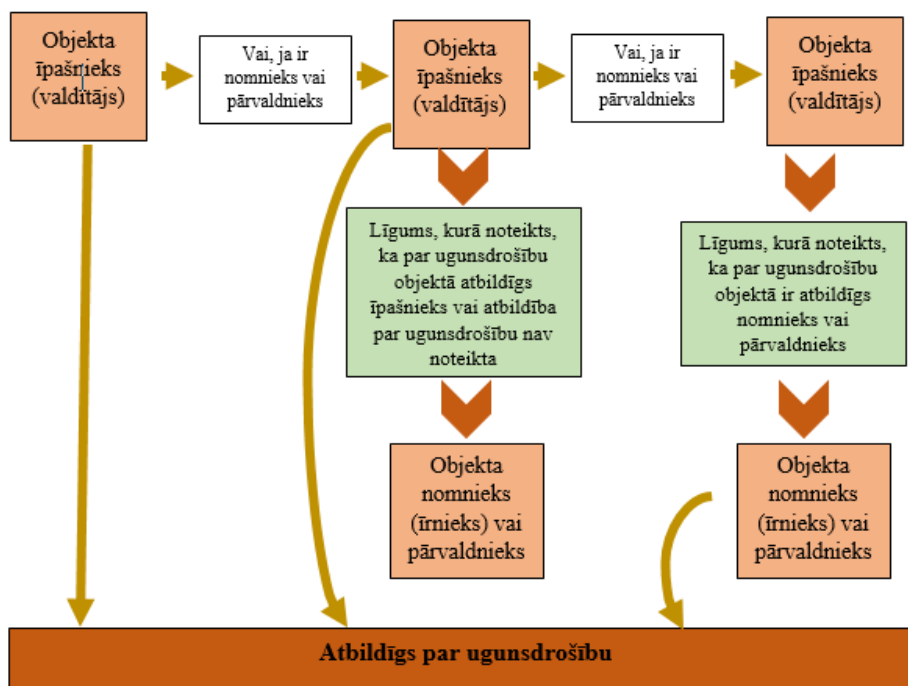 Objekta
īpašnieks
(valdītājs)
Vai, ja ir
nomnieks vai
pārvaldnieks
Objekta
īpašnieks
(valdītājs)
Vai, ja ir
nomnieks vai
pārvaldnieks
Objekta
īpašnieks
(valdītājs)
Līgums, kurā noteikts,
ka par ugunsdrošību
objektā atbildīgs
īpašnieks vai atbildība
par ugunsdrošību nav
noteikta
Līgums, kurā noteikts,
ka par ugunsdrošību
objektā ir atbildīgs
nomnieks vai
pārvaldnieks
Objekta
nomnieks
(īrnieks) vai
pārvaldnieks
Objekta
nomnieks
(īrnieks) vai
pārvaldnieks
Atbildīgs par ugunsdrošību